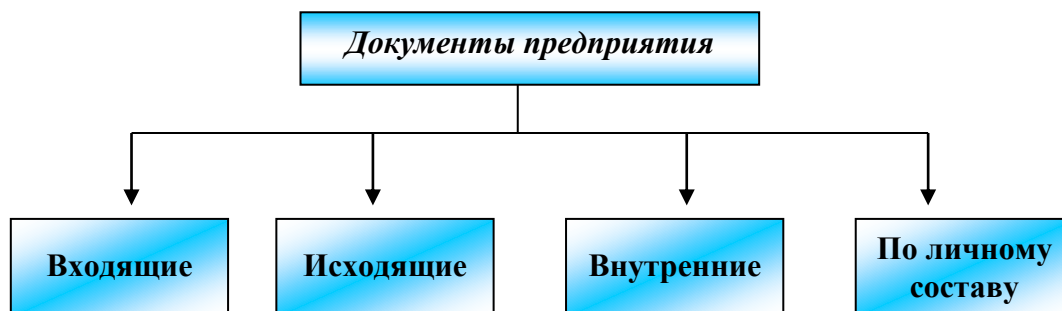 Документы предприятия
Входящие
Исходящие
Внутренние
По личному
составу